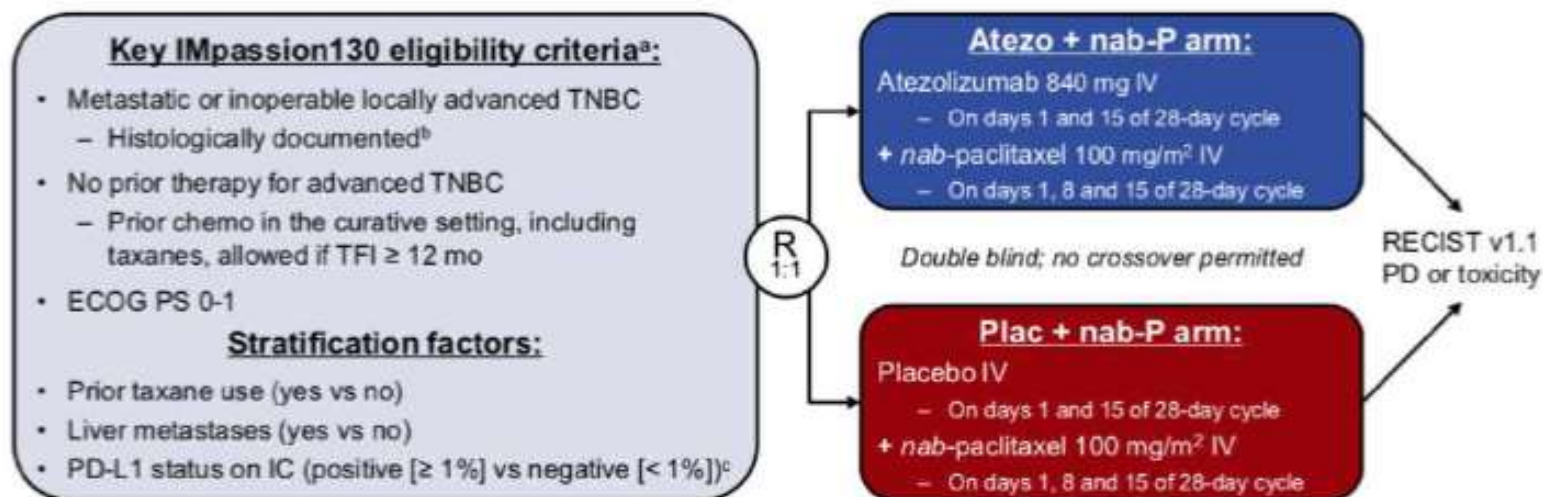 Key IMpassion130 eligibility criteriaᵃ:
• Metastatic or inoperable locally advanced TNBC
– Histologically documentedᵇ
• No prior therapy for advanced TNBC
– Prior chemo in the curative setting, including
taxanes, allowed if TFI ≥ 12 mo
• ECOG PS 0-1
Stratification factors:
• Prior taxane use (yes vs no)
• Liver metastases (yes vs no)
• PD-L1 status on IC (positive [≥ 1%] vs negative [< 1%])ᶜ
R
1:1
Atezo + nab-P arm:
Atezolizumab 840 mg IV
– On days 1 and 15 of 28-day cycle
+ nab-paclitaxel 100 mg/m² IV
– On days 1, 8 and 15 of 28-day cycle
Double blind; no crossover permitted
Plac + nab-P arm:
Placebo IV
– On days 1 and 15 of 28-day cycle
+ nab-paclitaxel 100 mg/m² IV
– On days 1, 8 and 15 of 28-day cycle
RECIST v1.1
PD or toxicity